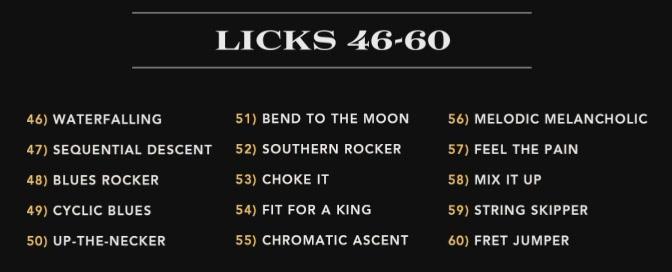 LICKS 46-60
46) WATERFALLING
47) SEQUENTIAL DESCENT
48) BLUES ROCKER
49) CYCLIC BLUES
50) UP-THE-NECKER
51) BEND TO THE MOON
52) SOUTHERN ROCKER
53) CHOKE IT
54) FIT FOR A KING
55) CHROMATIC ASCENT
56) MELODIC MELANCHOLIC
57) FEEL THE PAIN
58) MIX IT UP
59) STRING SKIPPER
60) FRET JUMPER